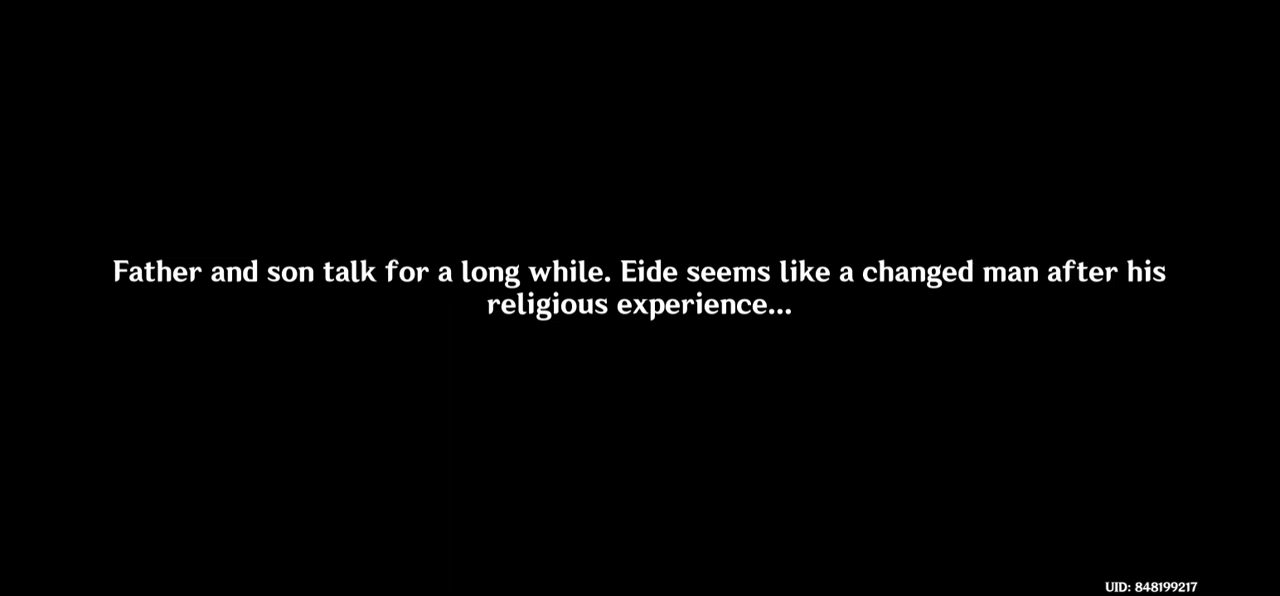 Father and son talk for a long while. Eide seems like a changed man after his
religious experience...
UID: 848199217